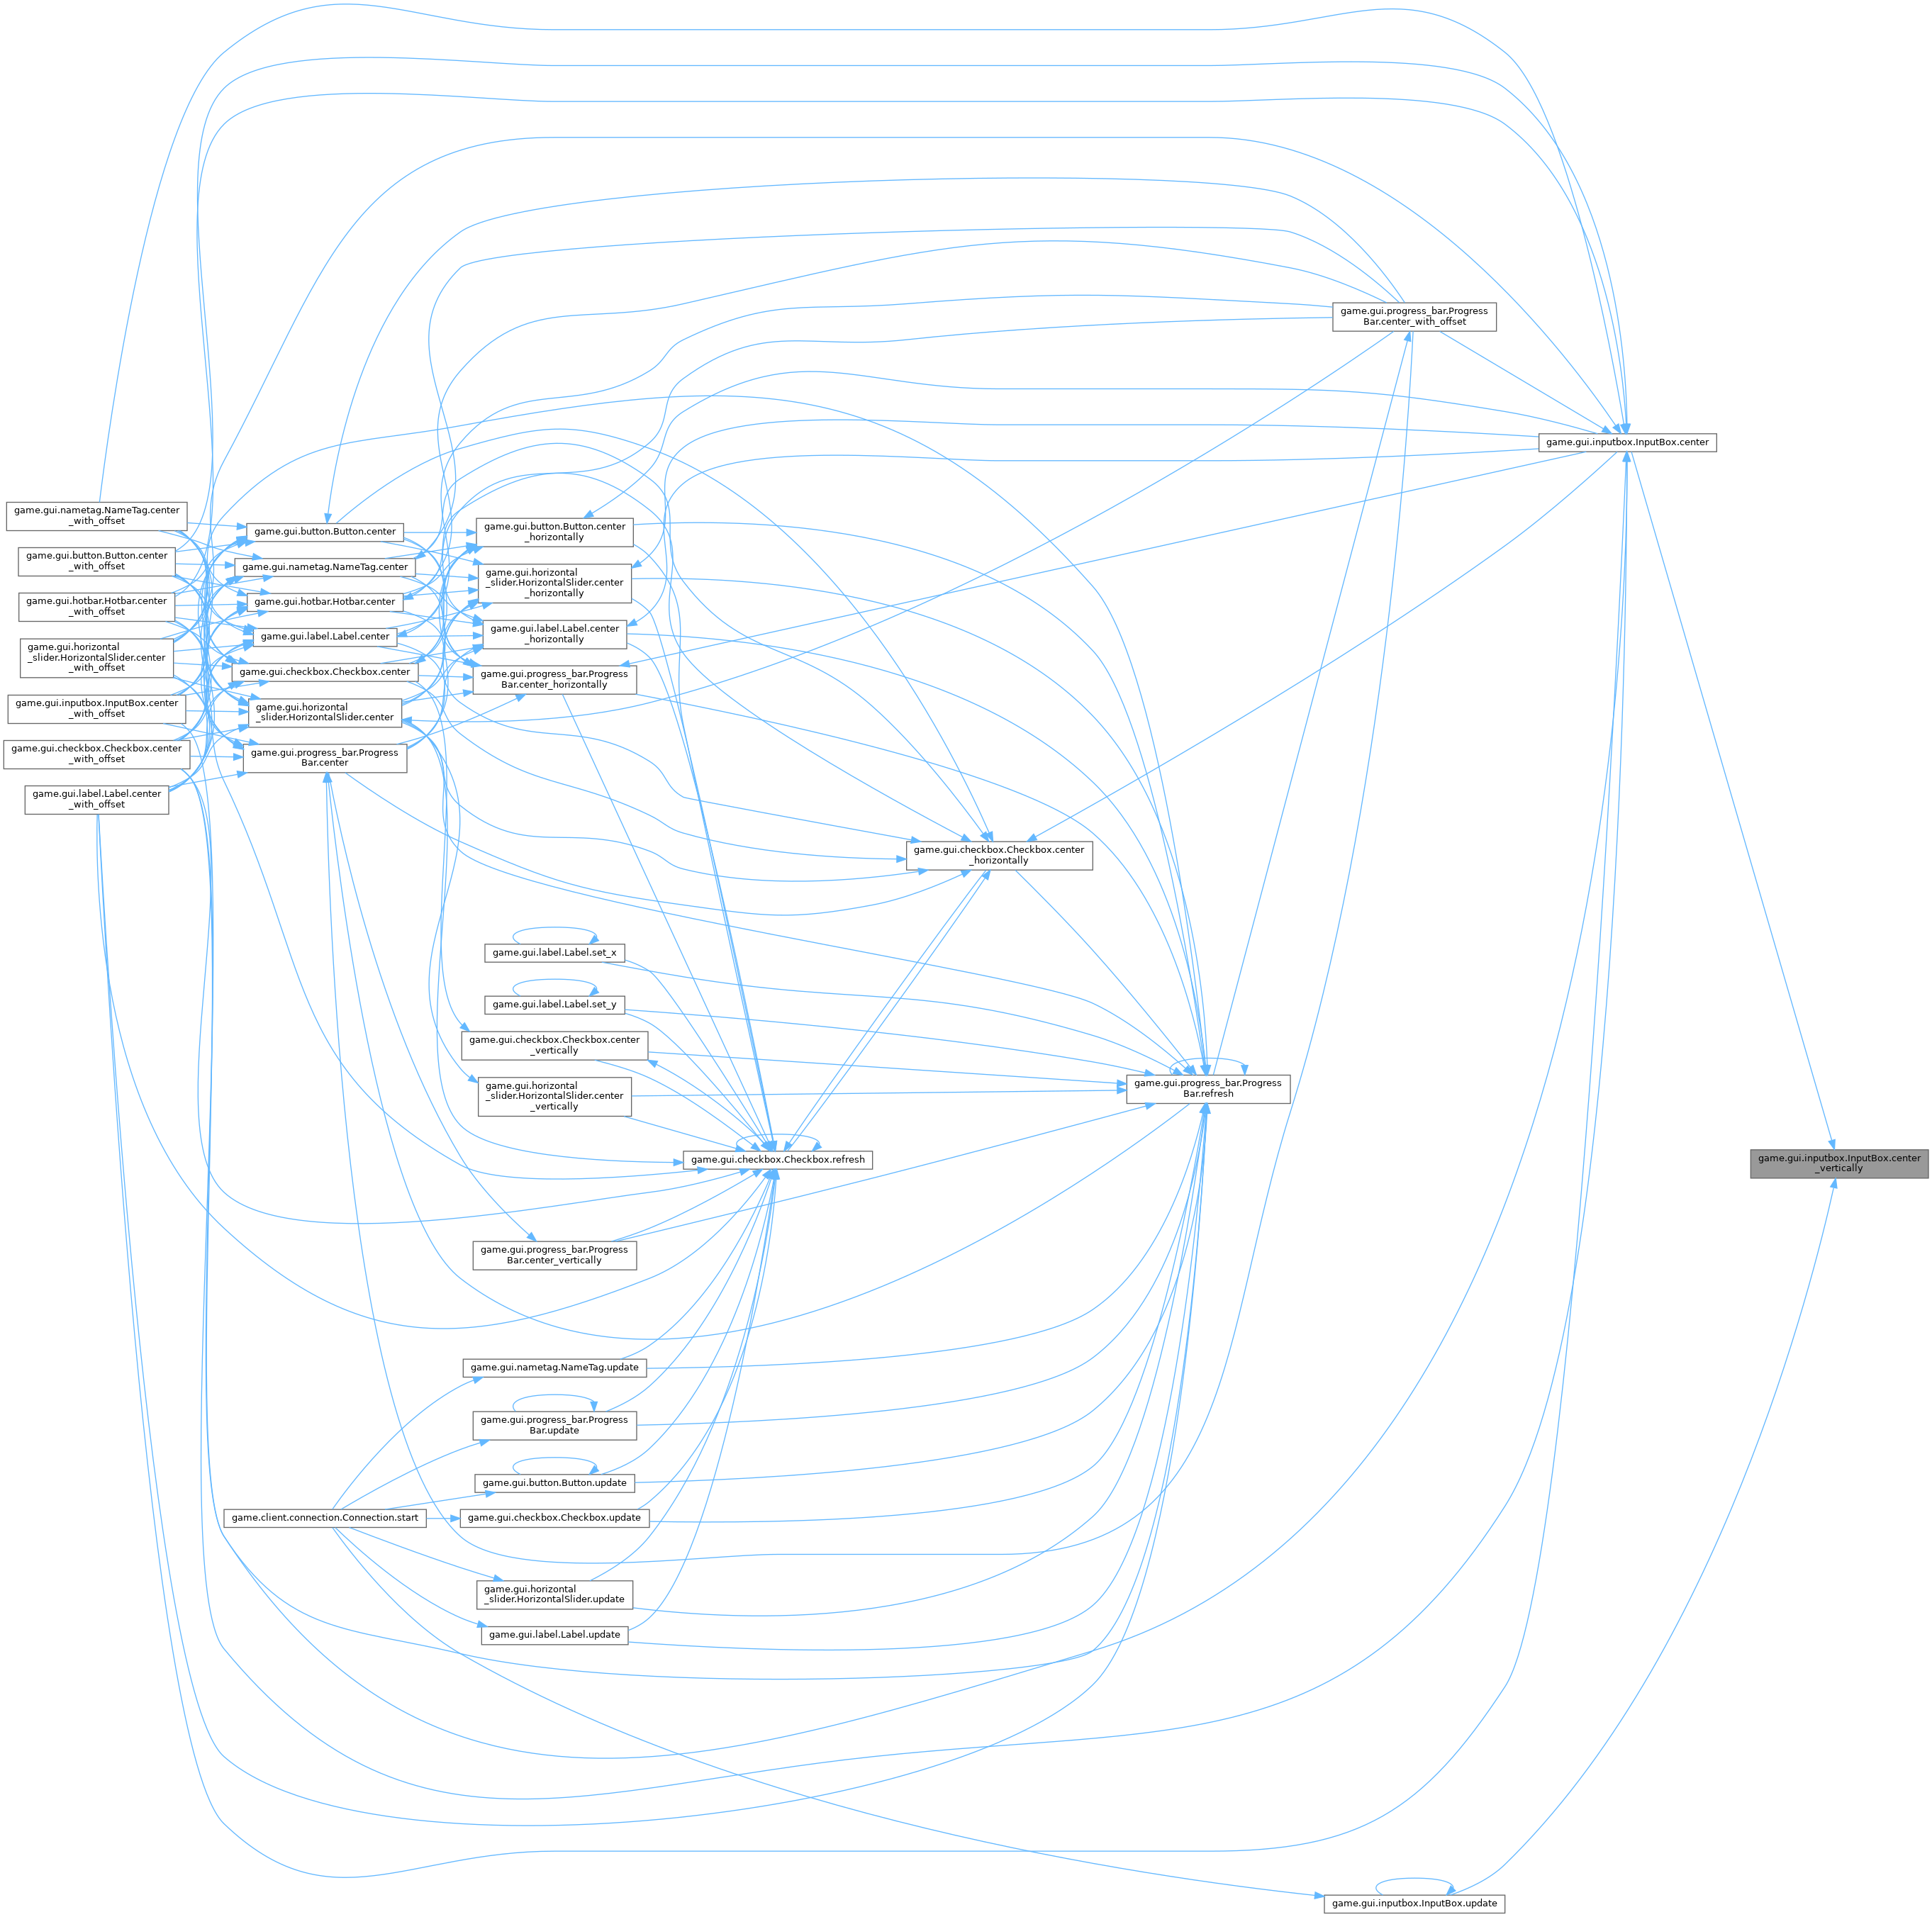 game.gui.progress_bar.Progress
Bar.center_with_offset
game.gui.inputbox.InputBox.center
game.gui.nametag.NameTag.center
_with_offset
game.gui.button.Button.center
_with_offset
game.gui.hotbar.Hotbar.center
_with_offset
game.gui.horizontal
_slider.HorizontalSlider.center
_with_offset
game.gui.inputbox.InputBox.center
_with_offset
game.gui.checkbox.Checkbox.center
_with_offset
game.gui.label.Label.center
_with_offset
game.gui.button.Button.center
game.gui.nametag.NameTag.center
game.gui.hotbar.Hotbar.center
game.gui.label.Label.center
game.gui.checkbox.Checkbox.center
game.gui.horizontal
_slider.HorizontalSlider.center
game.gui.progress_bar.Progress
Bar.center
game.gui.button.Button.center
_horizontally
game.gui.horizontal
_slider.HorizontalSlider.center
_horizontally
game.gui.label.Label.center
_horizontally
game.gui.progress_bar.Progress
Bar.center_horizontally
game.gui.checkbox.Checkbox.center
_horizontally
game.gui.label.Label.set_x
game.gui.label.Label.set_y
game.gui.checkbox.Checkbox.center
_vertically
game.gui.horizontal
_slider.HorizontalSlider.center
_vertically
game.gui.progress_bar.Progress
Bar.refresh
game.gui.checkbox.Checkbox.refresh
game.gui.inputbox.InputBox.center
_vertically
game.gui.progress_bar.Progress
Bar.center_vertically
game.gui.nametag.NameTag.update
game.gui.progress_bar.Progress
Bar.update
game.gui.button.Button.update
game.client.connection.Connection.start
game.gui.checkbox.Checkbox.update
game.gui.horizontal
_slider.HorizontalSlider.update
game.gui.label.Label.update
game.gui.inputbox.InputBox.update